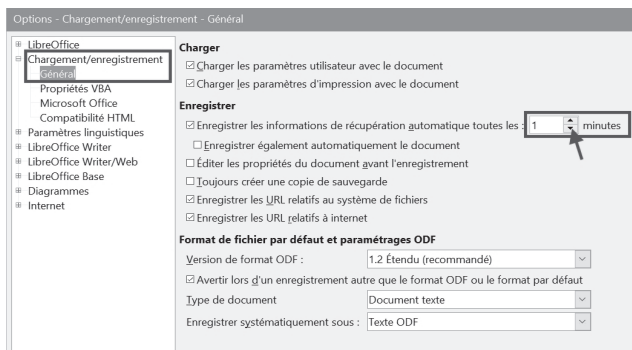 Options - Chargement/enregistrement - Général
LibreOffice
Chargement/enregistrement
Général
Propriétés VBA
Microsoft Office
Compatibilité HTML
Paramètres linguistiques
LibreOffice Writer
LibreOffice Writer/Web
LibreOffice Base
Diagrammes
Internet
Charger
Charger les paramètres utilisateur avec le document
Charger les paramètres d'impression avec le document
Enregistrer
Enregistrer les informations de récupération automatique toutes les : 1 minutes
Enregistrer également automatiquement le document
Éditer les propriétés du document avant l'enregistrement
Toujours créer une copie de sauvegarde
Enregistrer les URL relatifs au système de fichiers
Enregistrer les URL relatifs à internet
Format de fichier par défaut et paramétrages ODF
Version de format ODF : 1.2 Étendu (recommandé)
Avertir lors d'un enregistrement autre que le format ODF ou le format par défaut
Type de document Document texte
Enregistrer systématiquement sous : Texte ODF